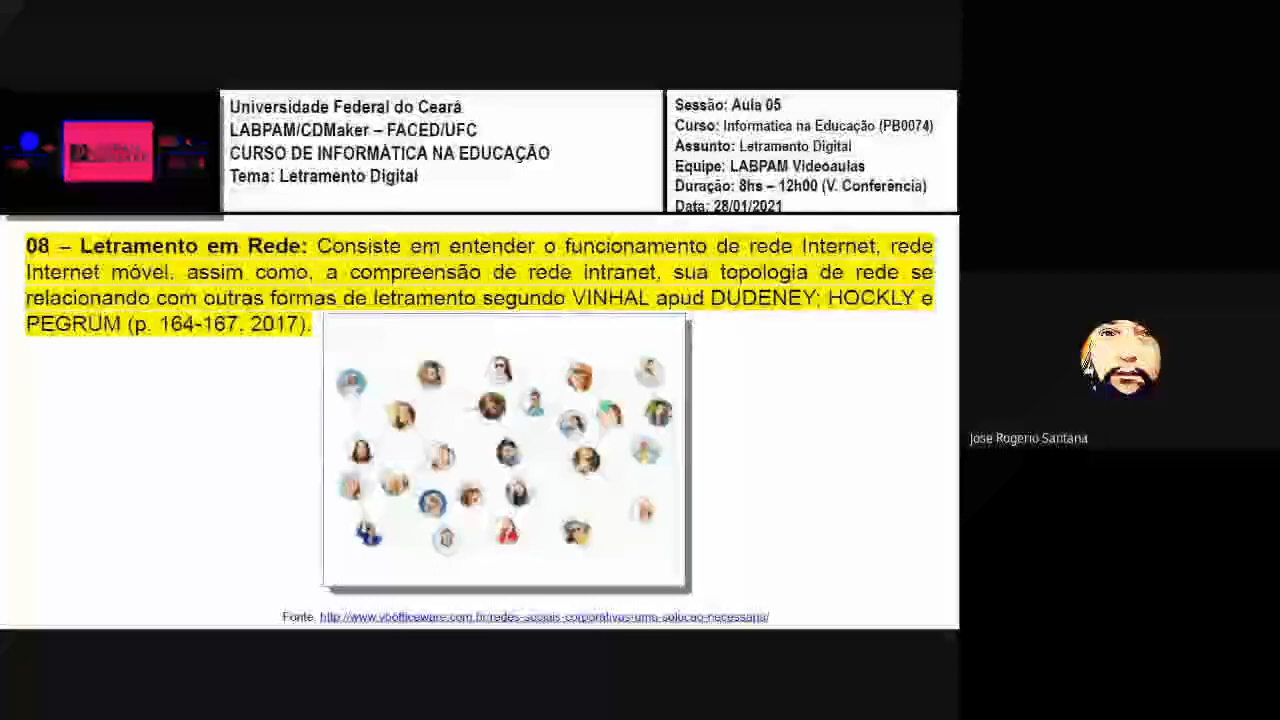 Universidade Federal do Ceará
LABPAM/CDMaker – FACED/UFC
CURSO DE INFORMÁTICA NA EDUCAÇÃO
Tema: Letramento Digital
Sessão: Aula 05
Curso: Informatica na Educação (PB0074)
Assunto: Letramento Digital
Equipe: LABPAM Videoaulas
Duração: 8hs – 12h00 (V. Conferência)
Data: 28/01/2021
08 – Letramento em Rede: Consiste em entender o funcionamento de rede Internet, rede
Internet móvel. assim como, a compreensão de rede intranet, sua topologia de rede se
relacionando com outras formas de letramento segundo VINHAL apud DUDENEY; HOCKLY e
PEGRUM (p. 164-167. 2017).
Jose Rogerio Santana
Fonte: http://www.vbofficeware.com.br/redes-sociais-corporativas-uma-solucao-necessaria/